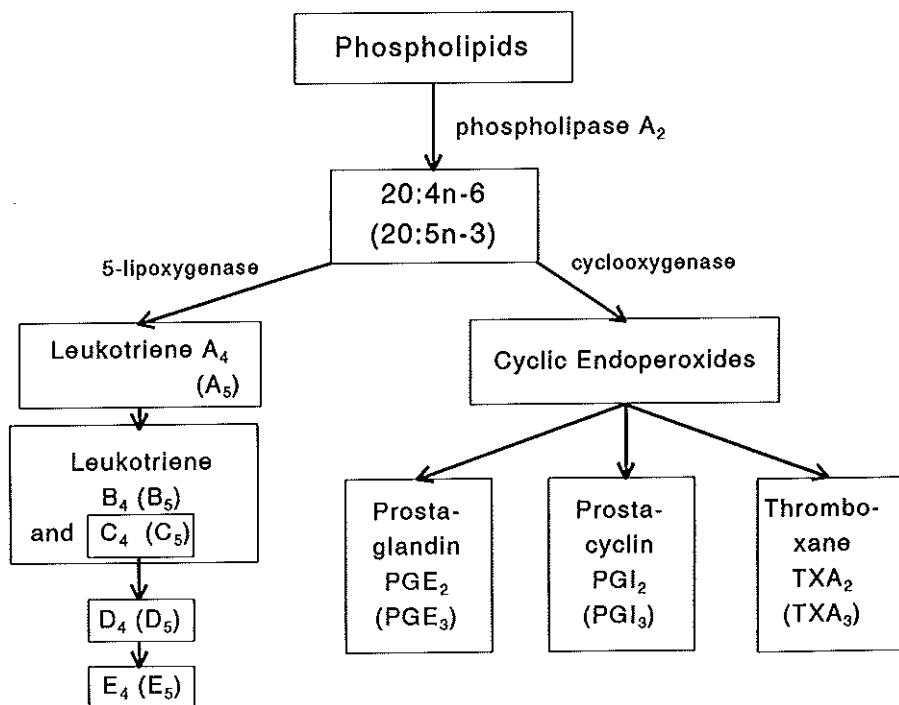 Phospholipids
phospholipase A₂
20:4n-6
(20:5n-3)
5-lipoxygenase
cyclooxygenase
Leukotriene A₄
(A₅)
Cyclic Endoperoxides
Leukotriene
B₄ (B₅)
and C₄ (C₅)
D₄ (D₅)
E₄ (E₅)
Prosta-
glandin
PGE₂
(PGE₃)
Prosta-
cyclin
PGI₂
(PGI₃)
Thrombo-
xane
TXA₂
(TXA₃)